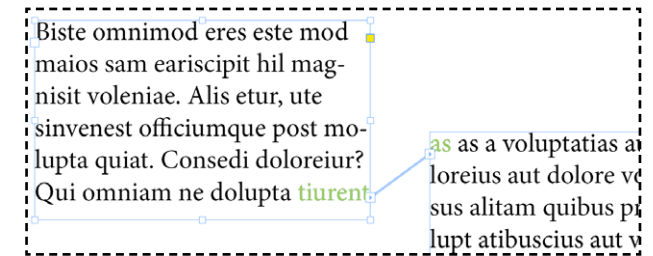 Biste omnimod eres este mod
maios sam eariscipit hil mag-
nisit voleniae. Alis etur, ute
sinvenest officiumque post mo-
lupta quiat. Consedi doloreiur?
Qui omniam ne dolupta tiurent
as as a voluptatias
loreius aut dolore
sus alitam quibus
lupt atibuscius aut